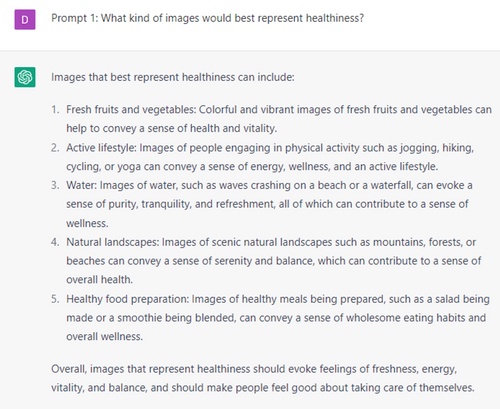 D
Prompt 1: What kind of images would best represent healthiness?
Images that best represent healthiness can include:
1. Fresh fruits and vegetables: Colorful and vibrant images of fresh fruits and vegetables can
help to convey a sense of health and vitality.
2. Active lifestyle: Images of people engaging in physical activity such as jogging, hiking,
cycling, or yoga can convey a sense of energy, wellness, and an active lifestyle.
3. Water: Images of water, such as waves crashing on a beach or a waterfall, can evoke a
sense of purity, tranquility, and refreshment, all of which can contribute to a sense of
wellness.
4. Natural landscapes: Images of scenic natural landscapes such as mountains, forests, or
beaches can convey a sense of serenity and balance, which can contribute to a sense of
overall health.
5. Healthy food preparation: Images of healthy meals being prepared, such as a salad being
made or a smoothie being blended, can convey a sense of wholesome eating habits and
overall wellness.
Overall, images that represent healthiness should evoke feelings of freshness, energy,
vitality, and balance, and should make people feel good about taking care of themselves.